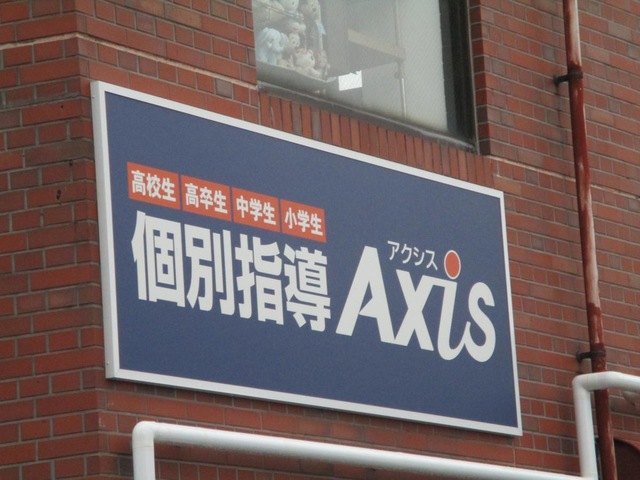 高校生 高卒生 中学生 小学生
個別指導
アクシス
AXiS